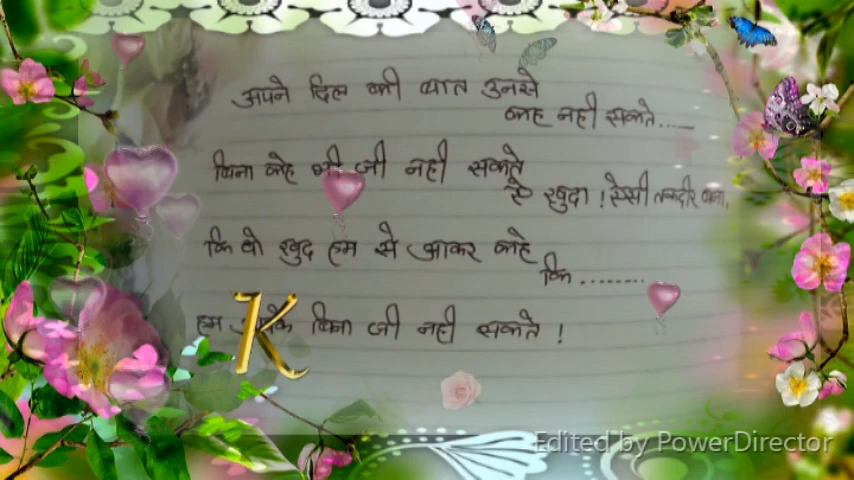 अपने दिल की बात उनसे
कह नही सकते.....
बिना कहे भी जी नही सकते
ऐ खुदा ! ऐसी तकदीर बना,
कि वो खुद हम से आकर कहे
कि ........
हम K बिना जी नही सकते !
Edited by PowerDirector